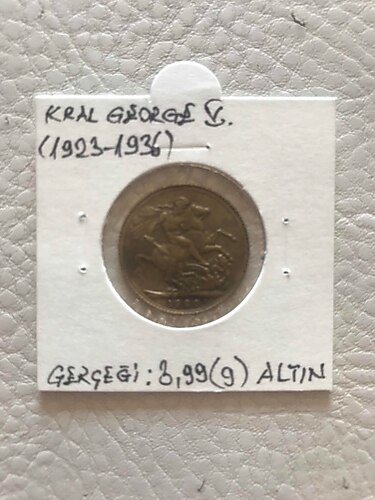 KRAL GEORGE V.
(1923-1936)
GERÇEĞİ: 8,99(g) ALTIN